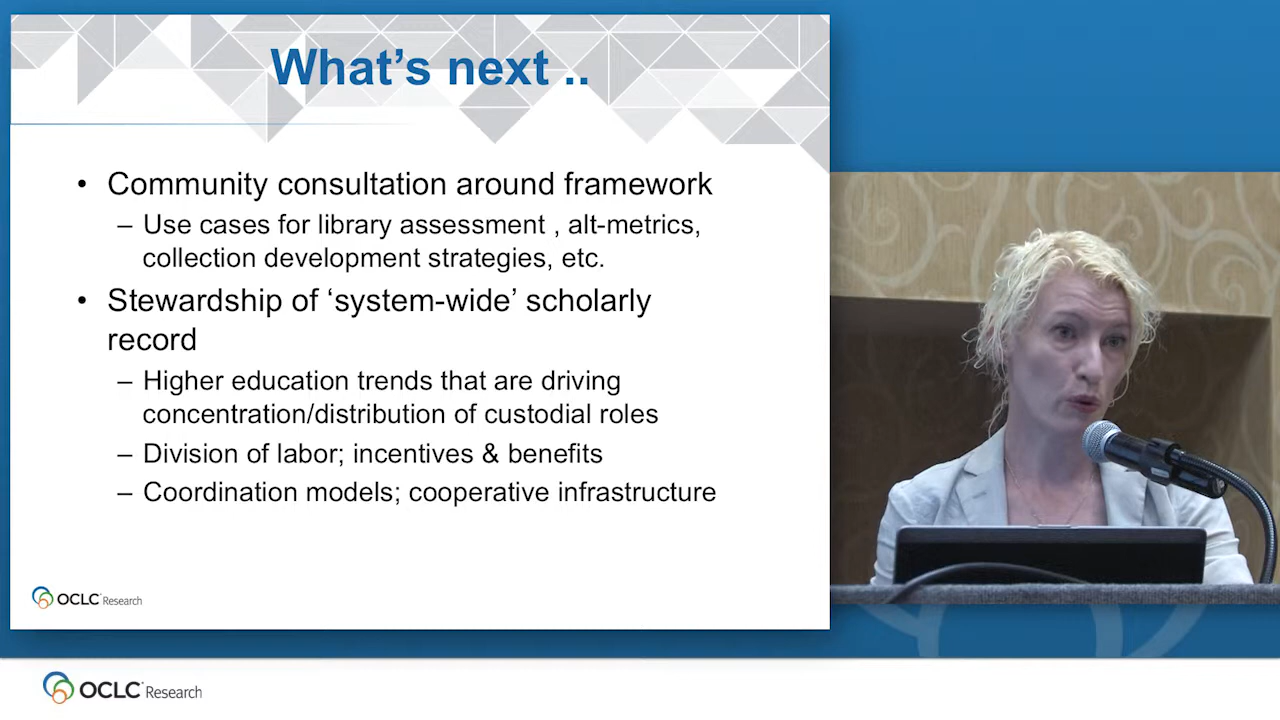 What's next ..
• Community consultation around framework
– Use cases for library assessment , alt-metrics,
collection development strategies, etc.
• Stewardship of ‘system-wide’ scholarly
record
– Higher education trends that are driving
concentration/distribution of custodial roles
– Division of labor; incentives & benefits
– Coordination models; cooperative infrastructure
OCLC Research
OCLC Research